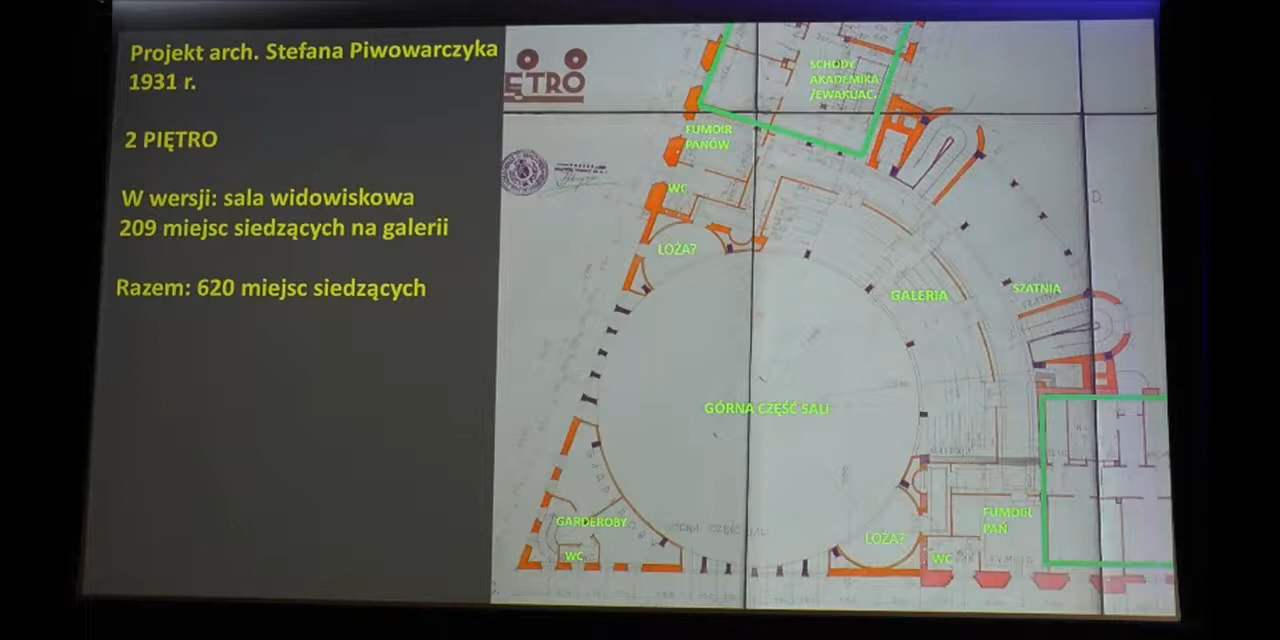 Projekt arch. Stefana Piwowarczyka
1931 r.
2 PIĘTRO
W wersji: sala widowiskowa
209 miejsc siedzących na galerii
Razem: 620 miejsc siedzących
ĘTRO
SCHODY
AKADEMIKA
/EWAKUAC.
FUMOIR
PANÓW
WC
LOŻA?
GALERIA
SZATNIA
SZATNIA
D.
GÓRNA CZĘŚĆ SALI
GARDEROBY
WC
LOŻA?
FUMOIR
PAŃ
WC